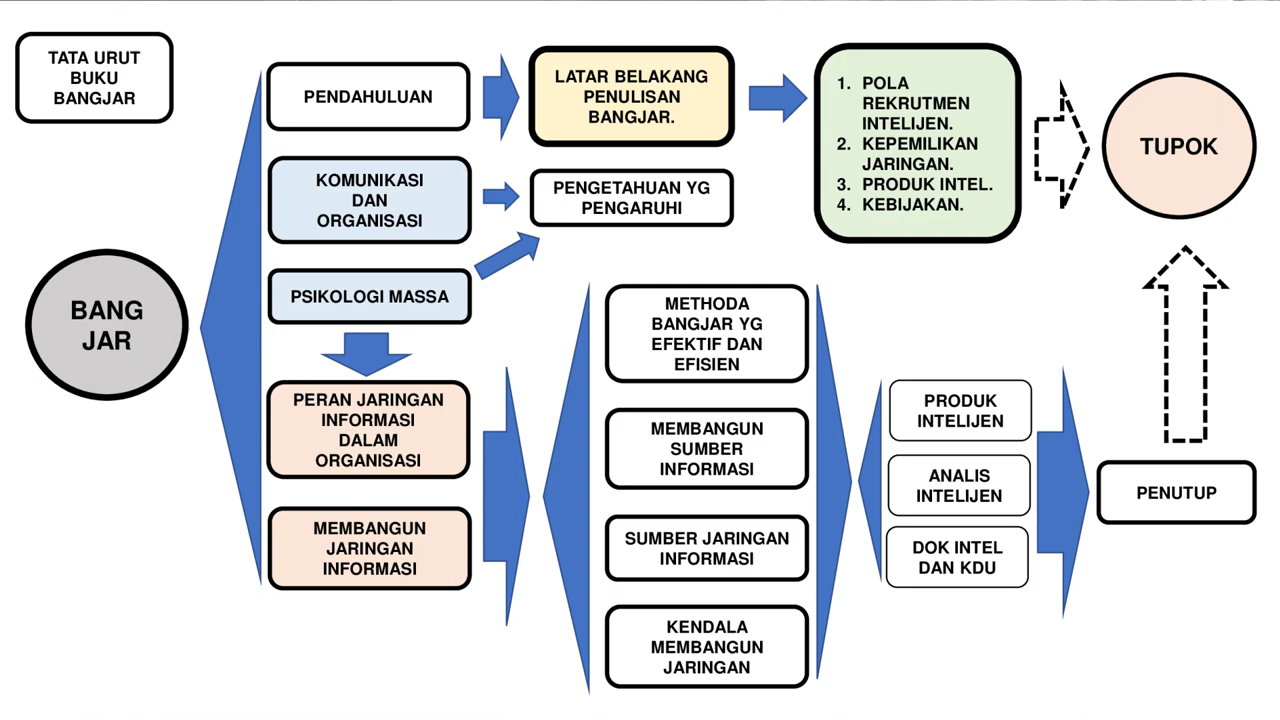 TATA URUT
BUKU
BANGJAR
BANG
JAR
PENDAHULUAN
KOMUNIKASI
DAN
ORGANISASI
PSIKOLOGI MASSA
PERAN JARINGAN
INFORMASI
DALAM
ORGANISASI
MEMBANGUN
JARINGAN
INFORMASI
LATAR BELAKANG
PENULISAN
BANGJAR.
PENGETAHUAN YG
PENGARUHI
1. POLA
REKRUTMEN
INTELIJEN.
2. KEPEMILIKAN
JARINGAN.
3. PRODUK INTEL.
4. KEBIJAKAN.
TUPOK
METHODA
BANGJAR YG
EFEKTIF DAN
EFISIEN
MEMBANGUN
SUMBER
INFORMASI
SUMBER JARINGAN
INFORMASI
KENDALA
MEMBANGUN
JARINGAN
PRODUK
INTELIJEN
ANALIS
INTELIJEN
DOK INTEL
DAN KDU
PENUTUP